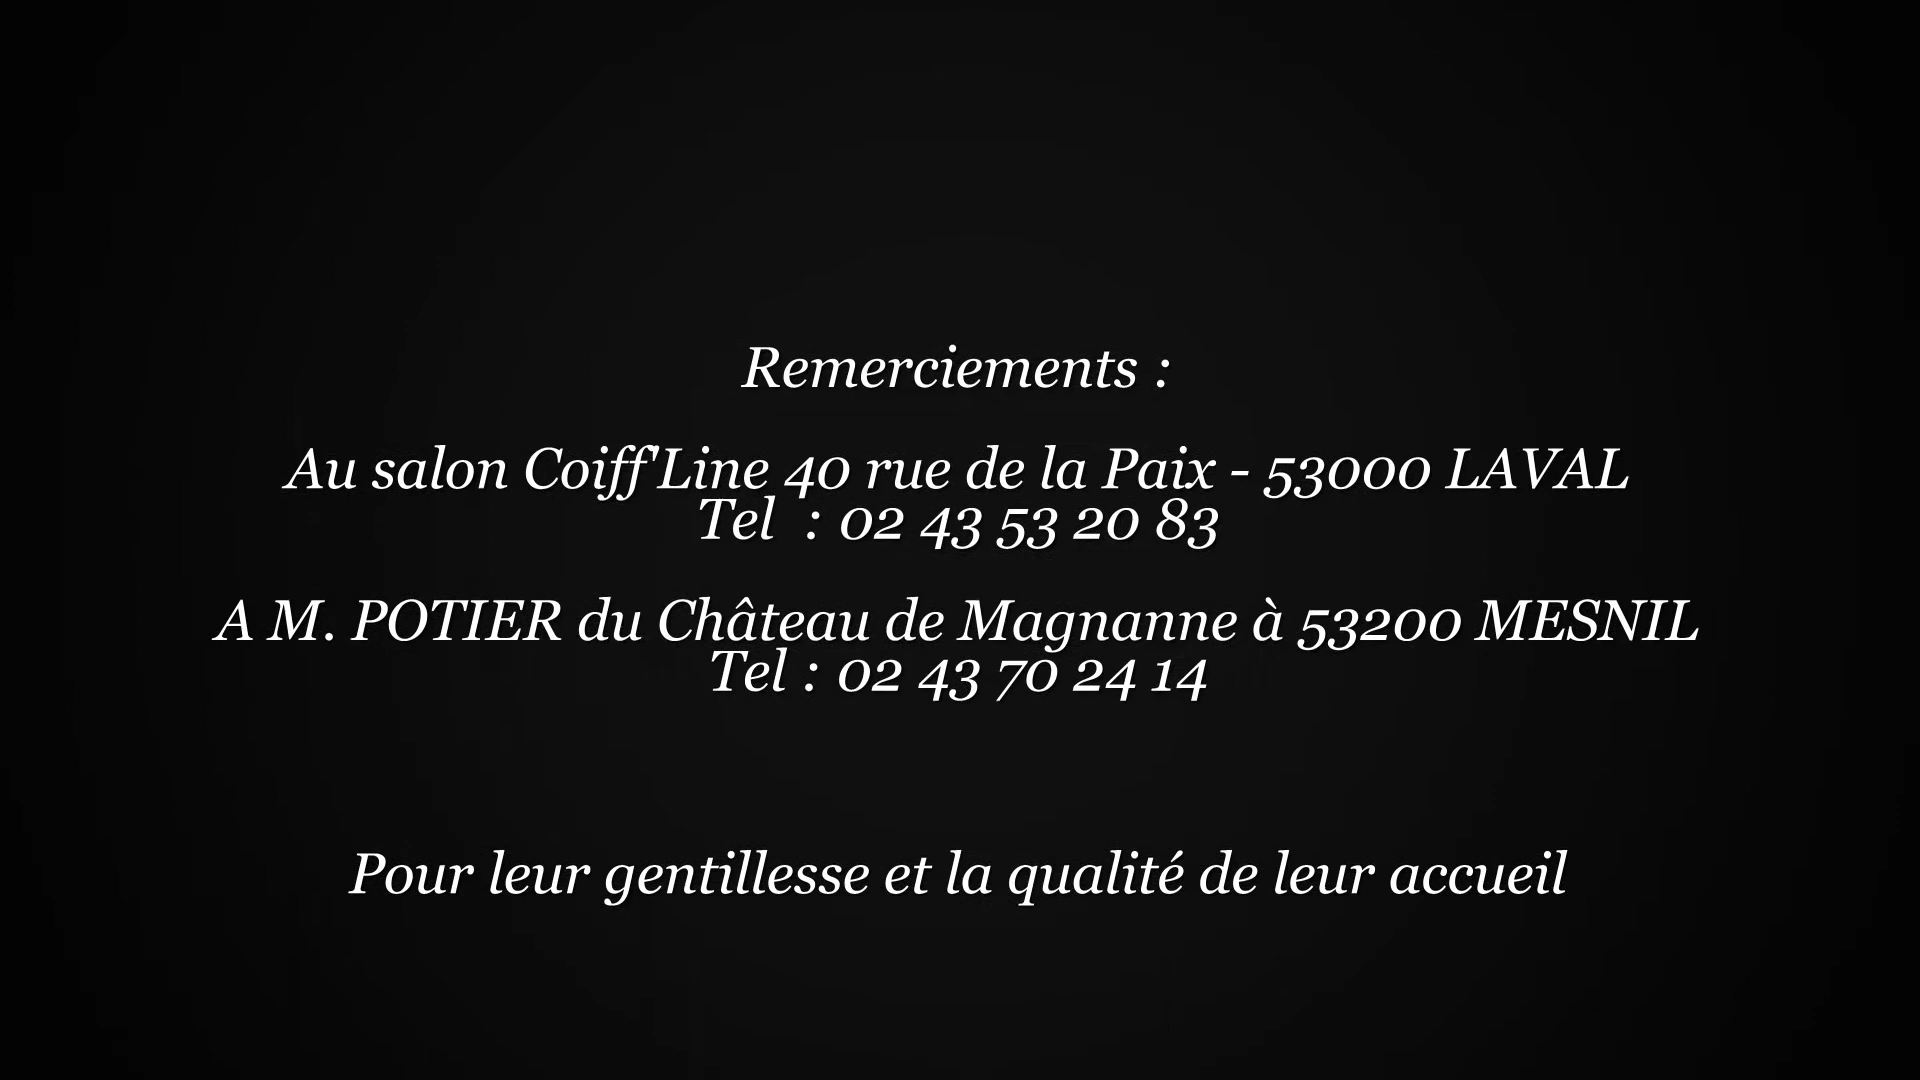 Remerciements :
Au salon Coiff'Line 40 rue de la Paix - 53000 LAVAL
Tel  : 02 43 53 20 83
A M. POTIER du Château de Magnanne à 53200 MESNIL
Tel : 02 43 70 24 14
Pour leur gentillesse et la qualité de leur accueil